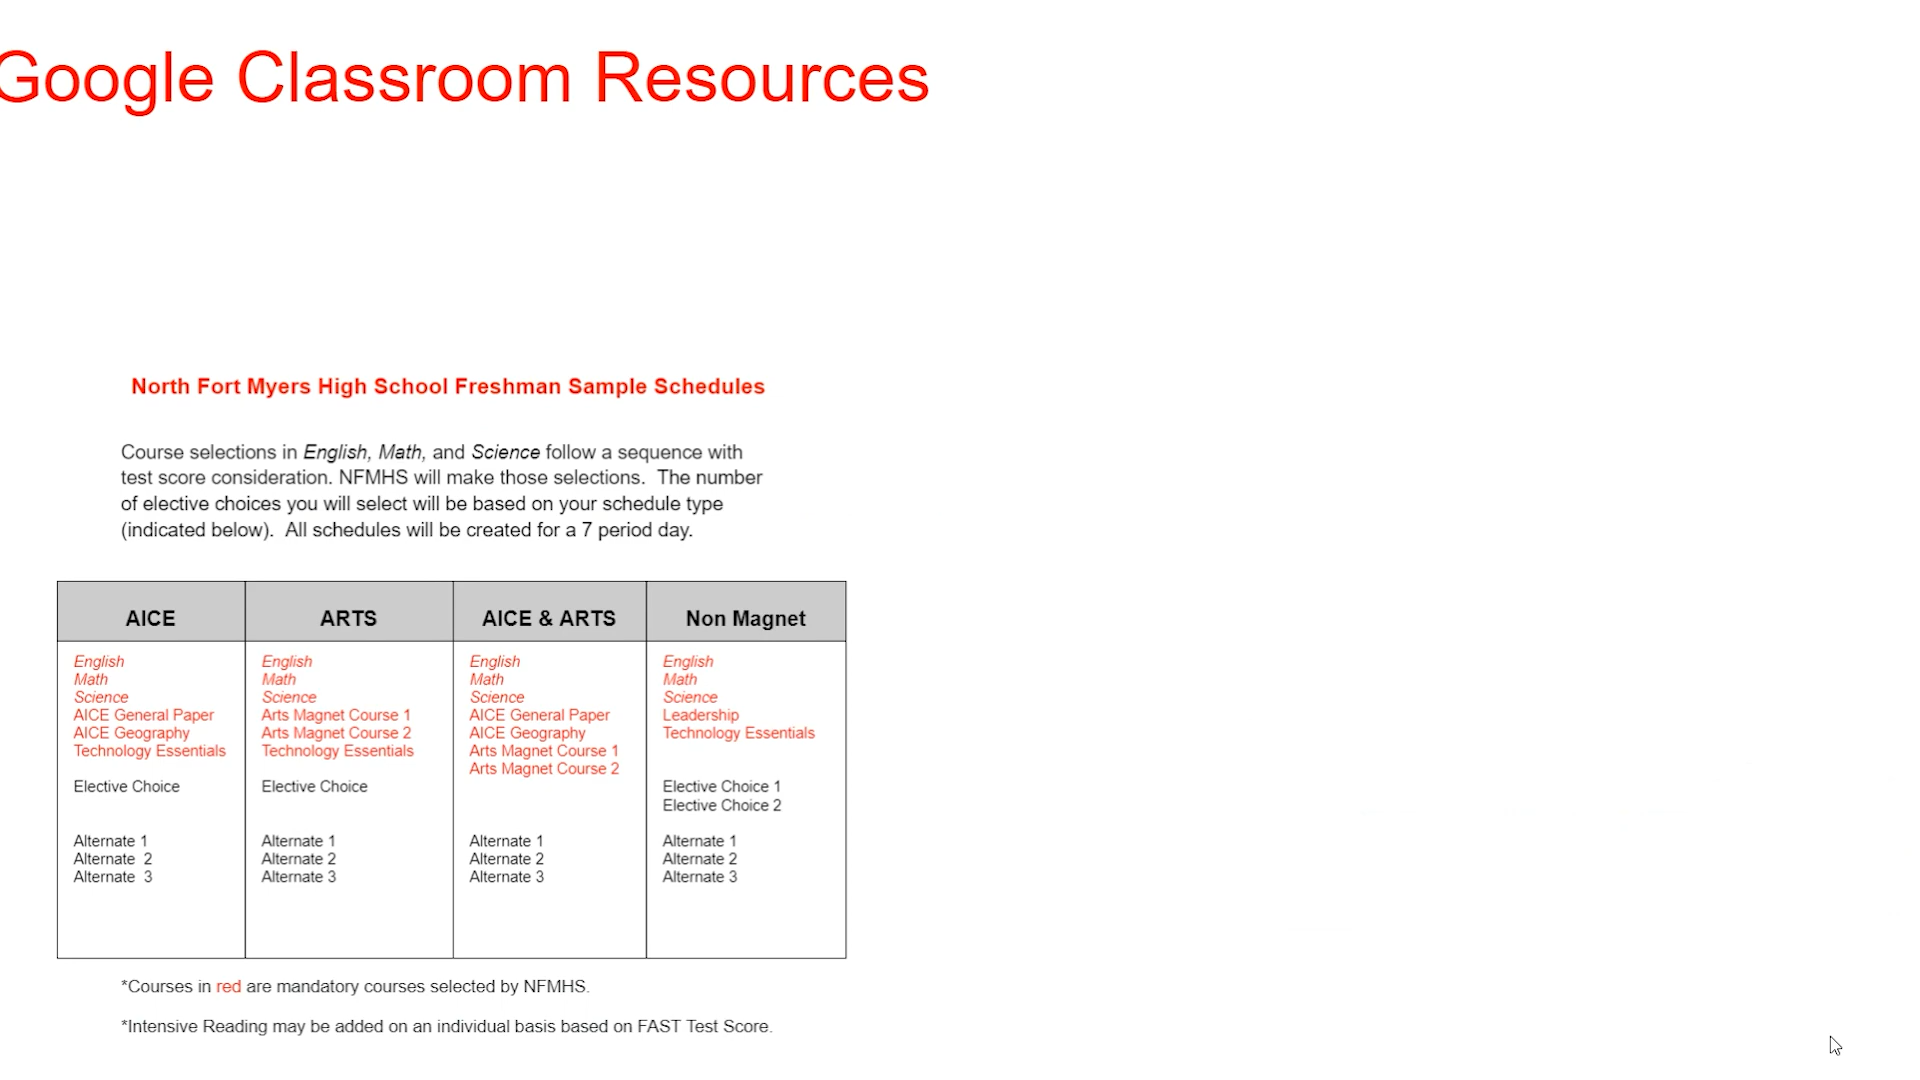 Google Classroom Resources
North Fort Myers High School Freshman Sample Schedules
Course selections in English, Math, and Science follow a sequence with
test score consideration. NFMHS will make those selections.  The number
of elective choices you will select will be based on your schedule type
(indicated below).  All schedules will be created for a 7 period day.
AICE
English
Math
Science
AICE General Paper
AICE Geography
Technology Essentials
Elective Choice
Alternate 1
Alternate  2
Alternate  3
ARTS
English
Math
Science
Arts Magnet Course 1
Arts Magnet Course 2
Technology Essentials
Elective Choice
Alternate 1
Alternate 2
Alternate 3
AICE & ARTS
English
Math
Science
AICE General Paper
AICE Geography
Arts Magnet Course 1
Arts Magnet Course 2
Alternate 1
Alternate 2
Alternate 3
Non Magnet
English
Math
Science
Leadership
Technology Essentials
Elective Choice 1
Elective Choice 2
Alternate 1
Alternate 2
Alternate 3
*Courses in red are mandatory courses selected by NFMHS.
*Intensive Reading may be added on an individual basis based on FAST Test Score.